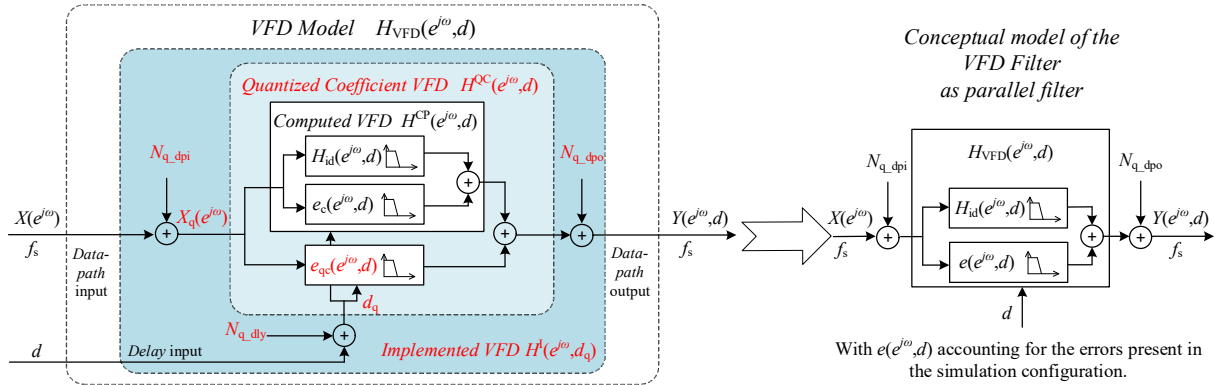 VFD Model H_VFD(e^jω,d)
Quantized Coefficient VFD H^QC(e^jω,d)
Computed VFD H^CP(e^jω,d)
H_id(e^jω,d)
e_c(e^jω,d)
e_qc(e^jω,d)
N_q_dpi
N_q_dpo
X(e^jω)
f_s
X_q(e^jω)
Data-
path
input
Data-
path
output
Y(e^jω,d)
f_s
d_q
N_q_dly
d
Delay input
Implemented VFD H^I(e^jω,d_q)
Conceptual model of the
VFD Filter
as parallel filter
N_q_dpi
H_VFD(e^jω,d)
N_q_dpo
X(e^jω)
f_s
H_id(e^jω,d)
e(e^jω,d)
Y(e^jω,d)
f_s
d
With e(e^jω,d) accounting for the errors present in
the simulation configuration.